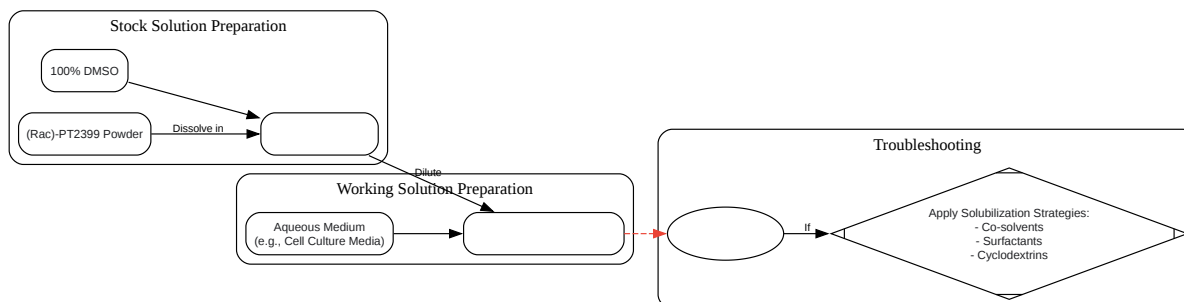 Stock Solution Preparation
100% DMSO
(Rac)-PT2399 Powder
Dissolve in
Dilute
Working Solution Preparation
Aqueous Medium
(e.g., Cell Culture Media)
Troubleshooting
If
Apply Solubilization Strategies:
- Co-solvents
- Surfactants
- Cyclodextrins